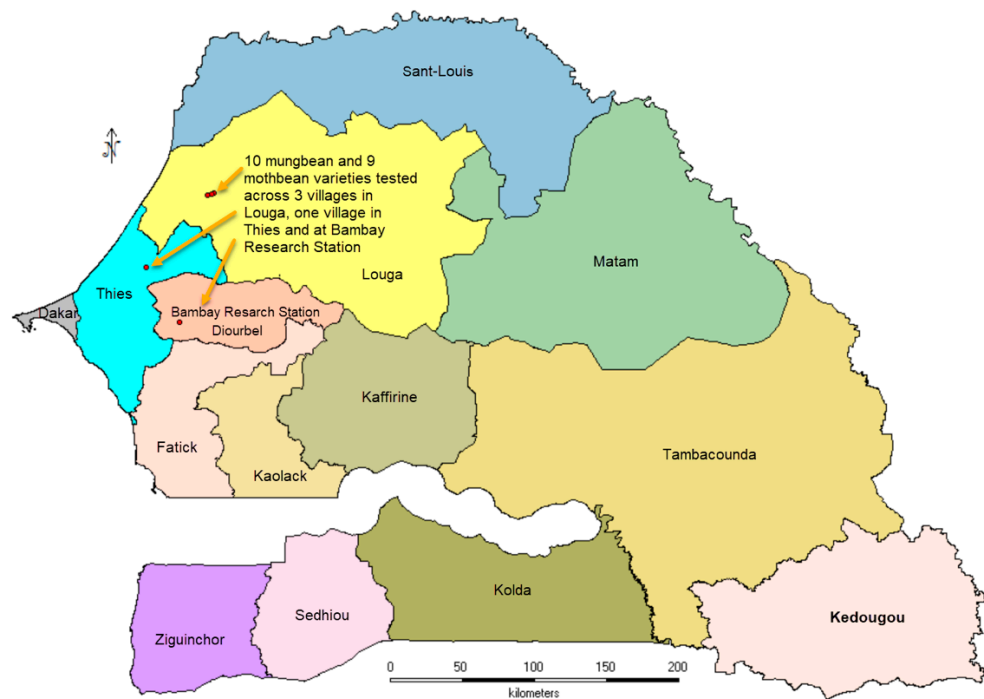 Sant-Louis
N
10 mungbean and 9
mothbean varieties tested
across 3 villages in
Louga, one village in
Thies and at Bambay
Research Station
Louga
Matam
Thies
Dakar
Bambay Resarch Station
Diourbel
Kaffirine
Fatick
Kaolack
Tambacounda
Kolda
Sedhiou
Ziguinchor
Kedougou
0 50 100 150 200
kilometers